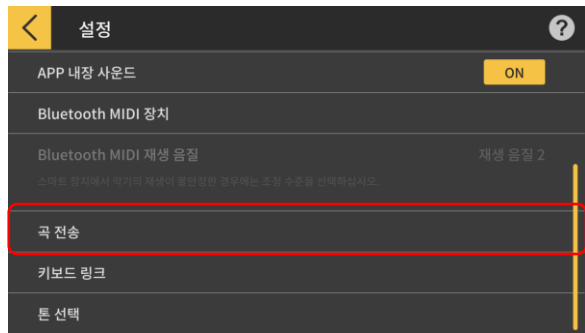 설정
?
APP 내장 사운드
ON
Bluetooth MIDI 장치
Bluetooth MIDI 재생 음질
재생 음질 2
스마트 장치에서 악기의 재생이 불안정한 경우에는 조정 수준을 선택하십시오.
곡 전송
키보드 링크
톤 선택